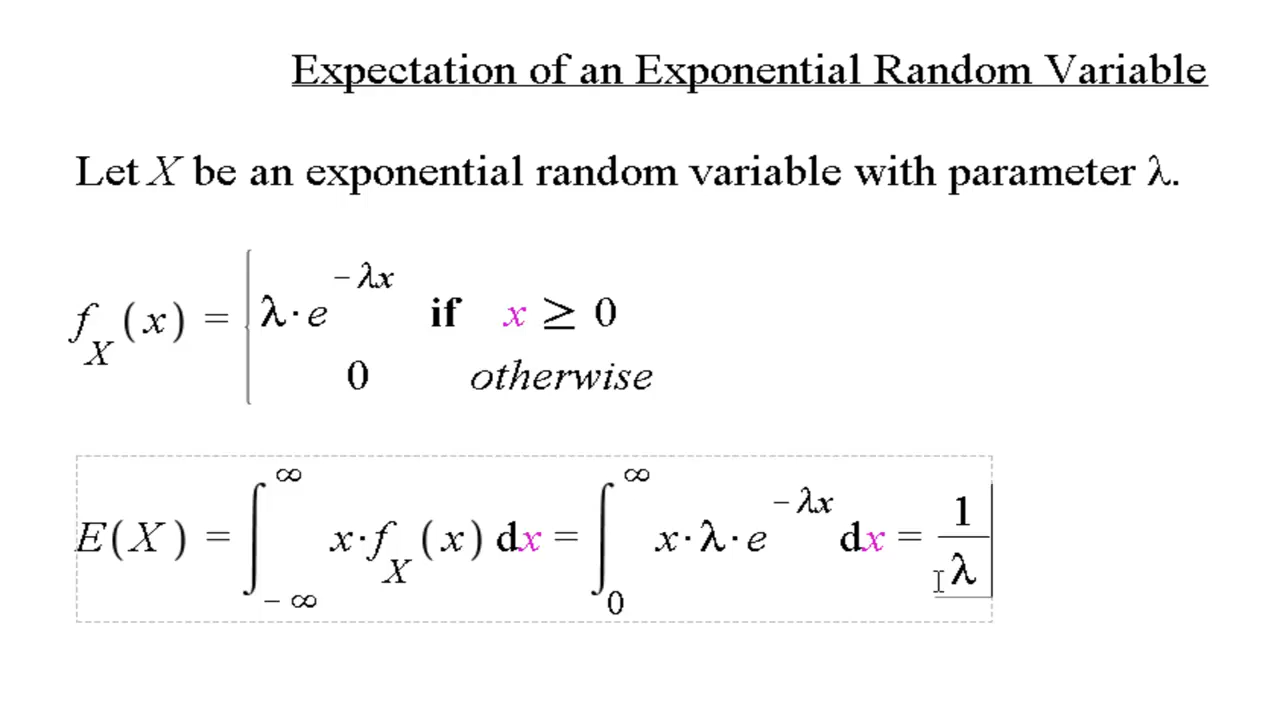 Expectation of an Exponential Random Variable
Let X be an exponential random variable with parameter λ.
f_X(x) = { λ·e^{−λx} if x ≥ 0
0 otherwise
E(X) = ∫_{−∞}^{∞} x·f_X(x) dx = ∫_0^∞ x·λ·e^{−λx} dx = 1/λ